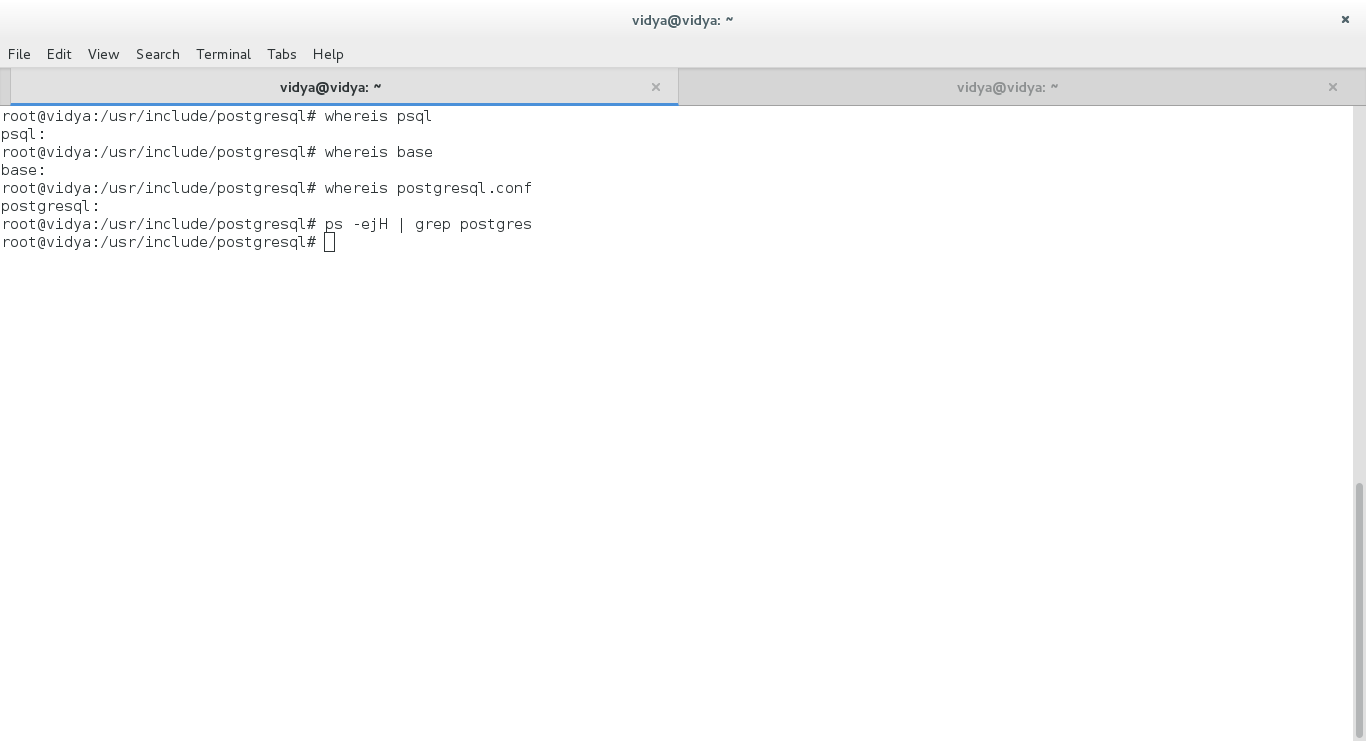 vidya@vidya: ~
File Edit View Search Terminal Tabs Help
vidya@vidya: ~ vidya@vidya: ~
root@vidya:/usr/include/postgresql# whereis psql
psql:
root@vidya:/usr/include/postgresql# whereis base
base:
root@vidya:/usr/include/postgresql# whereis postgresql.conf
postgresql:
root@vidya:/usr/include/postgresql# ps -ejH | grep postgres
root@vidya:/usr/include/postgresql#